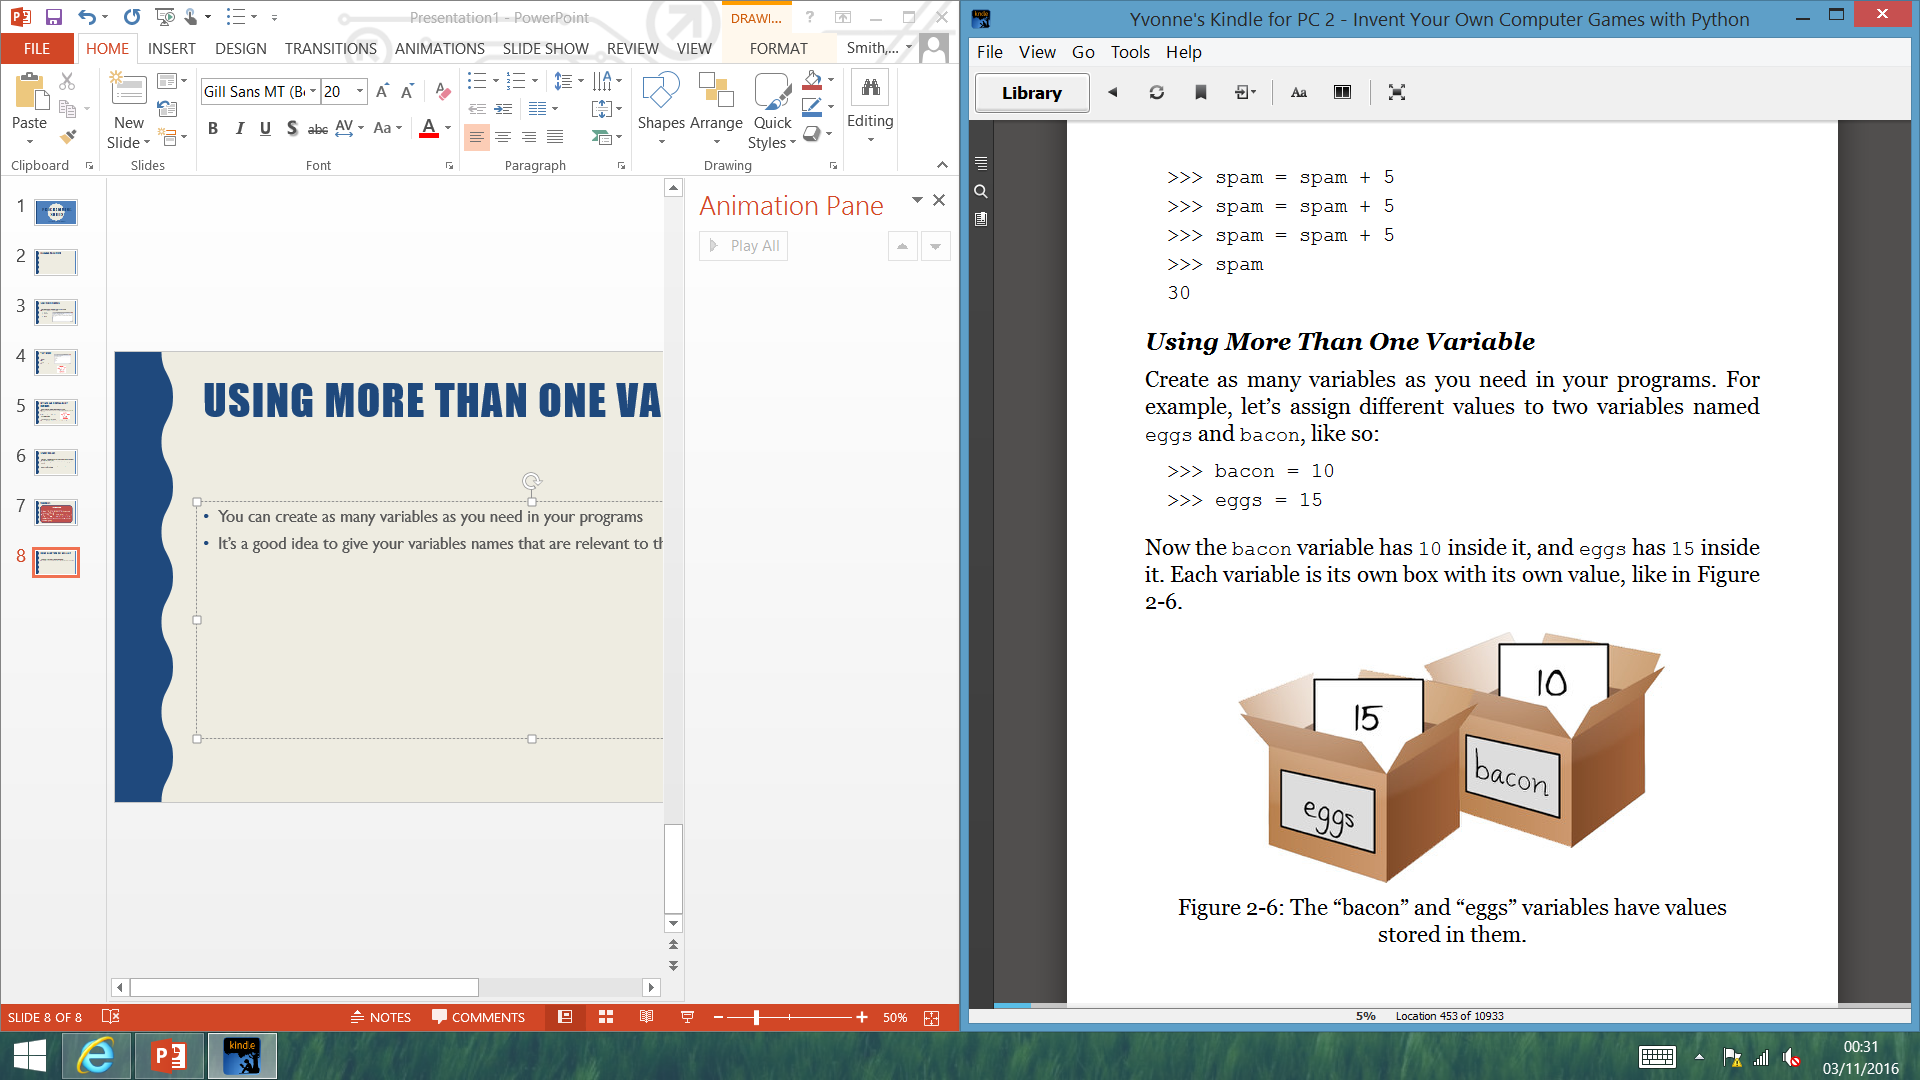 Presentation1 - PowerPoint
DRAWI...
?
FILE
HOME
INSERT
DESIGN
TRANSITIONS
ANIMATIONS
SLIDE SHOW
REVIEW
VIEW
FORMAT
Smith,...
Paste
New
Slide
Gill Sans MT (B
20
Shapes
Arrange
Quick
Styles
Editing
Clipboard
Slides
Font
Paragraph
Drawing
1
2
3
4
5
6
7
8
USING MORE THAN ONE VA
• You can create as many variables as you need in your programs
• It's a good idea to give your variables names that are relevant to th
Animation Pane
Play All
SLIDE 8 OF 8
NOTES
COMMENTS
50%
Yvonne's Kindle for PC 2 - Invent Your Own Computer Games with Python
File View Go Tools Help
Library
Aa
>>> spam = spam + 5
>>> spam = spam + 5
>>> spam = spam + 5
>>> spam
30
Using More Than One Variable
Create as many variables as you need in your programs. For
example, let’s assign different values to two variables named
eggs and bacon, like so:
>>> bacon = 10
>>> eggs = 15
Now the bacon variable has 10 inside it, and eggs has 15 inside
it. Each variable is its own box with its own value, like in Figure
2-6.
10
15
bacon
eggs
Figure 2-6: The “bacon” and “eggs” variables have values
stored in them.
5%
Location 453 of 10933
kindle
00:31
03/11/2016